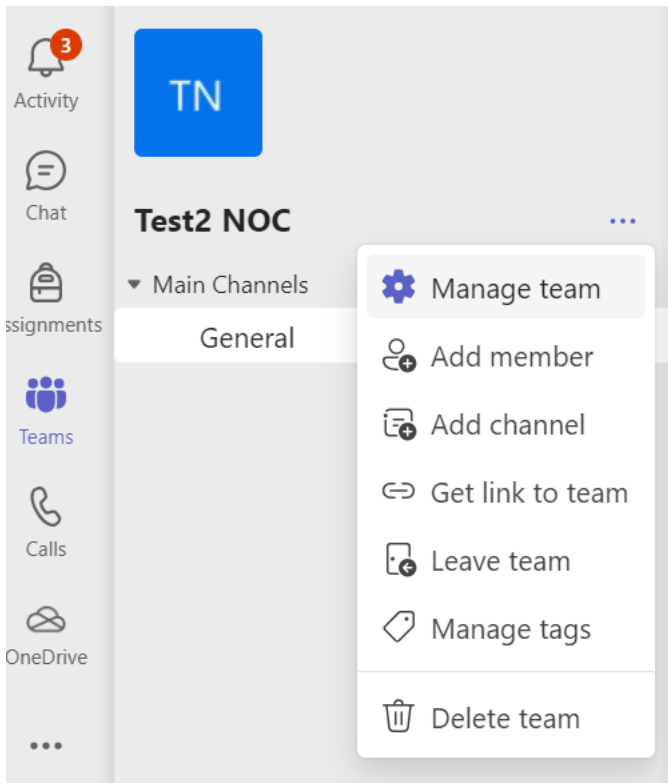 3
Activity
Chat
ssignments
Teams
Calls
OneDrive
TN
Test2 NOC
Main Channels
General
Manage team
Add member
Add channel
Get link to team
Leave team
Manage tags
Delete team